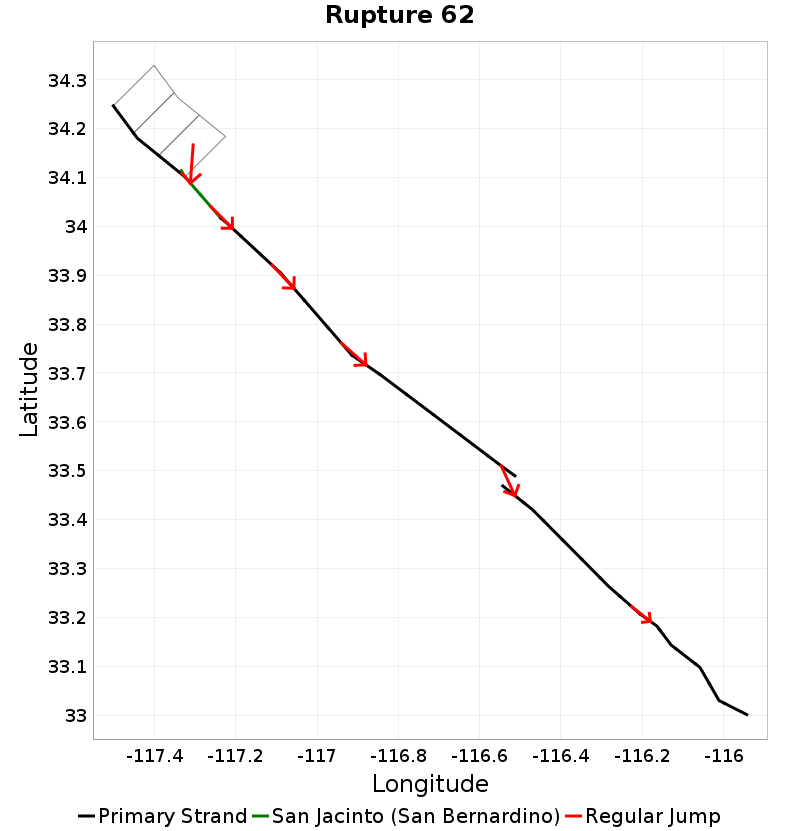 Rupture 62
34.3
34.2
34.1
34
33.9
33.8
33.7
33.6
33.5
33.4
33.3
33.2
33.1
33
Latitude
-117.4 -117.2 -117 -116.8 -116.6 -116.4 -116.2 -116
Longitude
Primary Strand San Jacinto (San Bernardino) Regular Jump